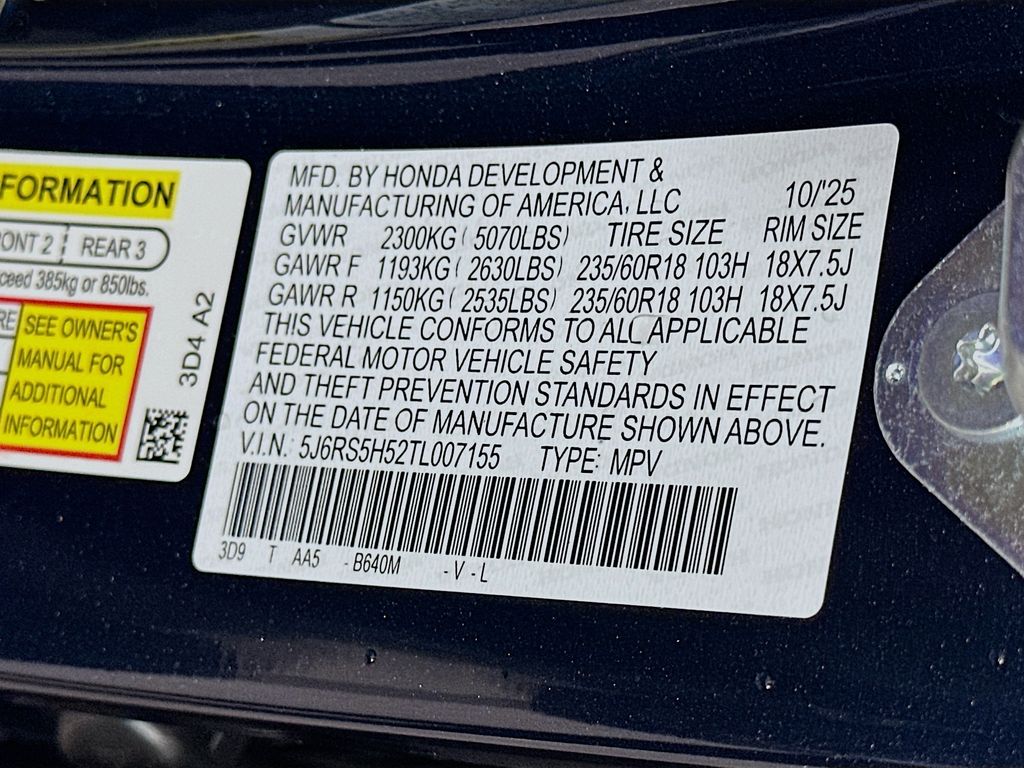 FORMATION
RONT 2 REAR 3
ceed 385kg or 850lbs.
RE
SEE OWNER'S
MANUAL FOR
ADDITIONAL
INFORMATION
3D4 A2
MFD. BY HONDA DEVELOPMENT &
MANUFACTURING OF AMERICA, LLC 10/'25
GVWR 2300KG ( 5070LBS) TIRE SIZE RIM SIZE
GAWR F 1193KG ( 2630LBS) 235/60R18 103H 18X7.5J
GAWR R 1150KG ( 2535LBS) 235/60R18 103H 18X7.5J
THIS VEHICLE CONFORMS TO ALL APPLICABLE
FEDERAL MOTOR VEHICLE SAFETY
AND THEFT PREVENTION STANDARDS IN EFFECT
ON THE DATE OF MANUFACTURE SHOWN ABOVE.
V.I.N: 5J6RS5H52TL007155 TYPE: MPV
3D9 T AA5 - B640M - V - L